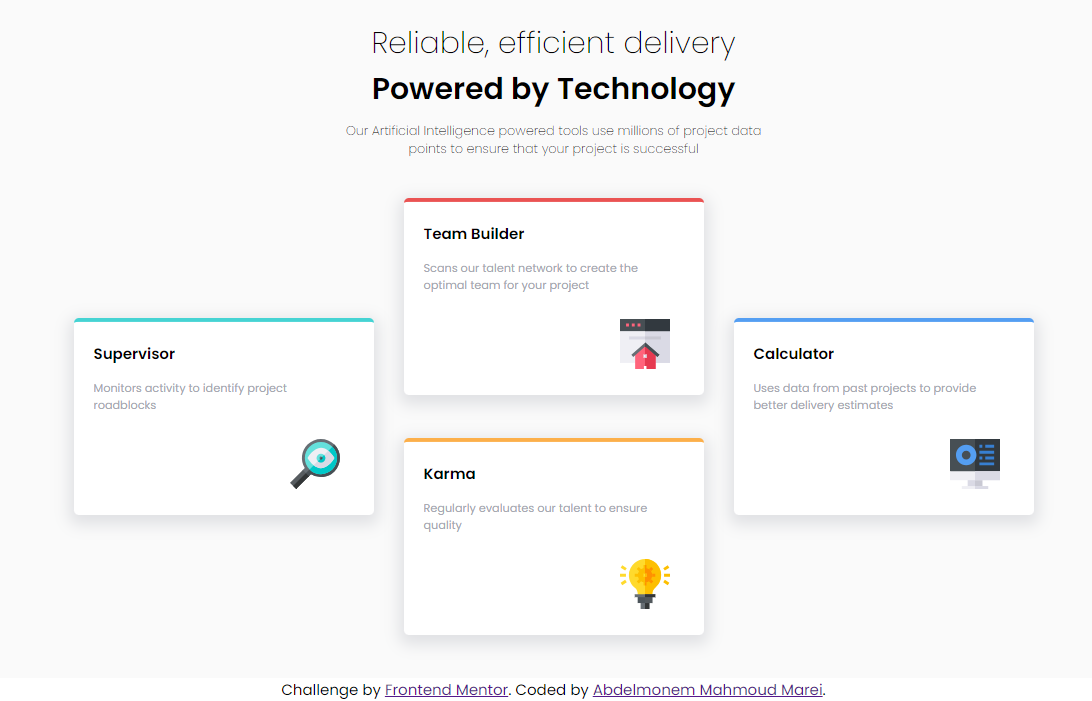 Reliable, efficient delivery
Powered by Technology
Our Artificial Intelligence powered tools use millions of project data
points to ensure that your project is successful
Team Builder
Scans our talent network to create the
optimal team for your project
Supervisor
Monitors activity to identify project
roadblocks
Calculator
Uses data from past projects to provide
better delivery estimates
Karma
Regularly evaluates our talent to ensure
quality
Challenge by Frontend Mentor. Coded by Abdelmonem Mahmoud Marei.